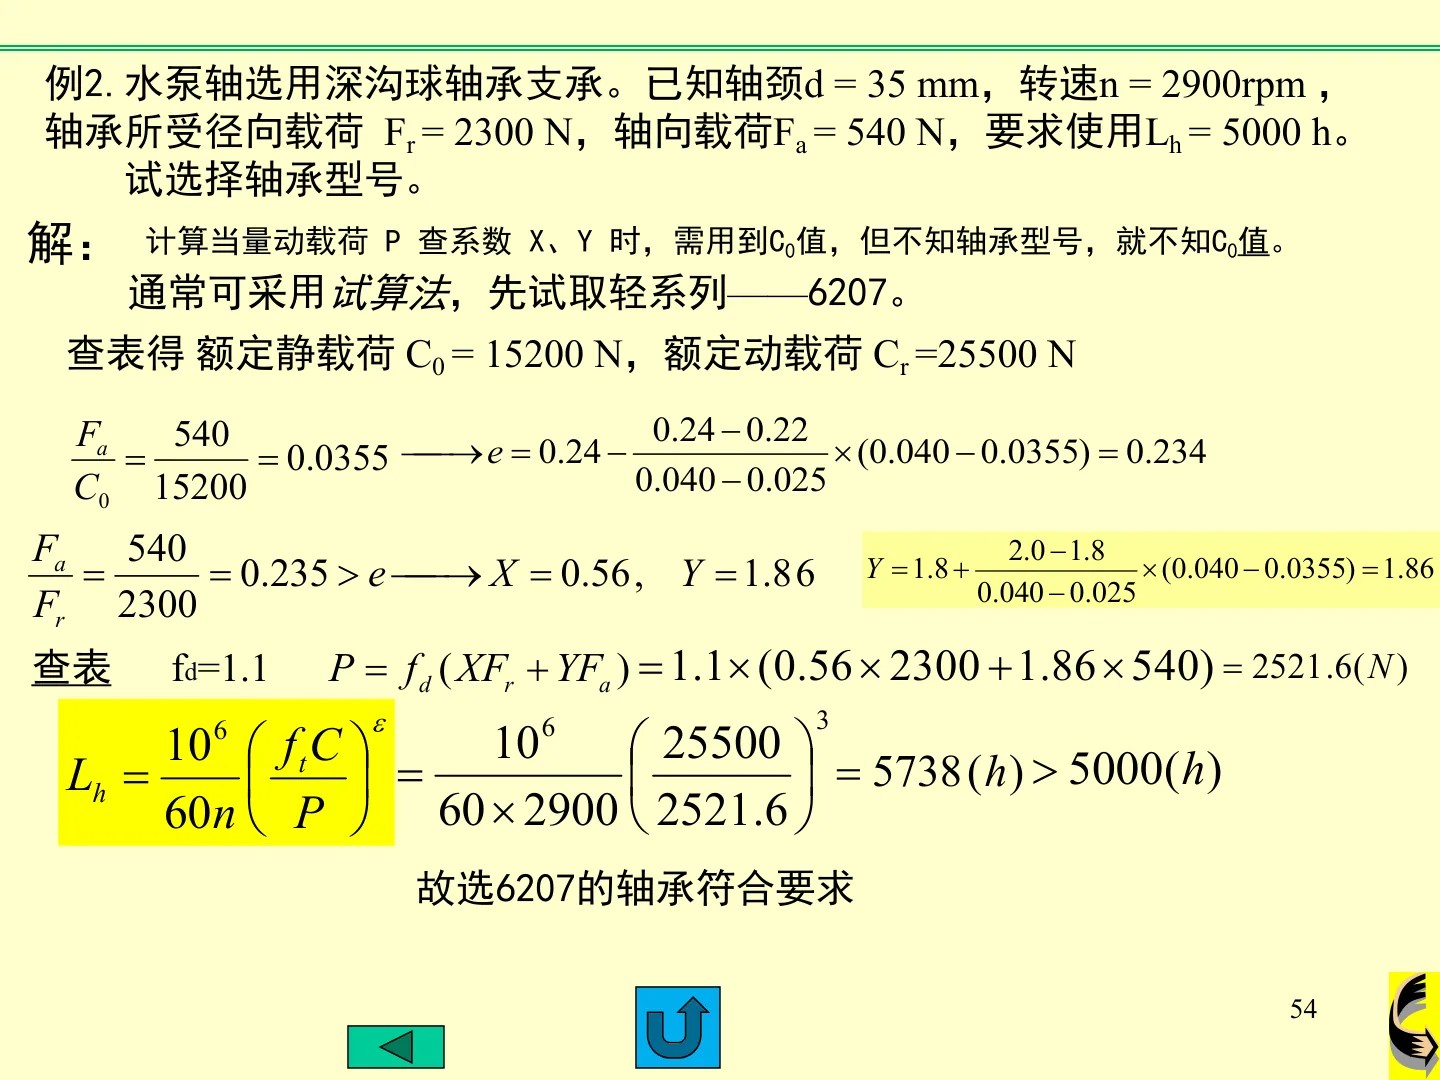 例2.水泵轴选用深沟球轴承支承。已知轴颈d = 35 mm，转速n = 2900rpm，
轴承所受径向载荷 Fr = 2300 N，轴向载荷Fa = 540 N，要求使用Lh = 5000 h。
试选择轴承型号。
解： 计算当量动载荷 P 查系数 X、Y 时，需用到C0值，但不知轴承型号，就不知C0值。
通常可采用试算法，先试取轻系列——6207。
查表得 额定静载荷 C0 = 15200 N，额定动载荷 Cr =25500 N
Fa/C0 = 540/15200 = 0.0355 ⟶ e = 0.24 − (0.24 − 0.22)/(0.040 − 0.025) × (0.040 − 0.0355) = 0.234
Fa/Fr = 540/2300 = 0.235 > e ⟶ X = 0.56, Y = 1.86 Y = 1.8 + (2.0 − 1.8)/(0.040 − 0.025) × (0.040 − 0.0355) = 1.86
查表 fd=1.1 P = fd (XFr + YFa) = 1.1 × (0.56 × 2300 + 1.86 × 540) = 2521.6(N)
Lh = 10^6/60n (ftC/P)^ε = 10^6/(60 × 2900) (25500/2521.6)^3 = 5738(h) > 5000(h)
故选6207的轴承符合要求
54